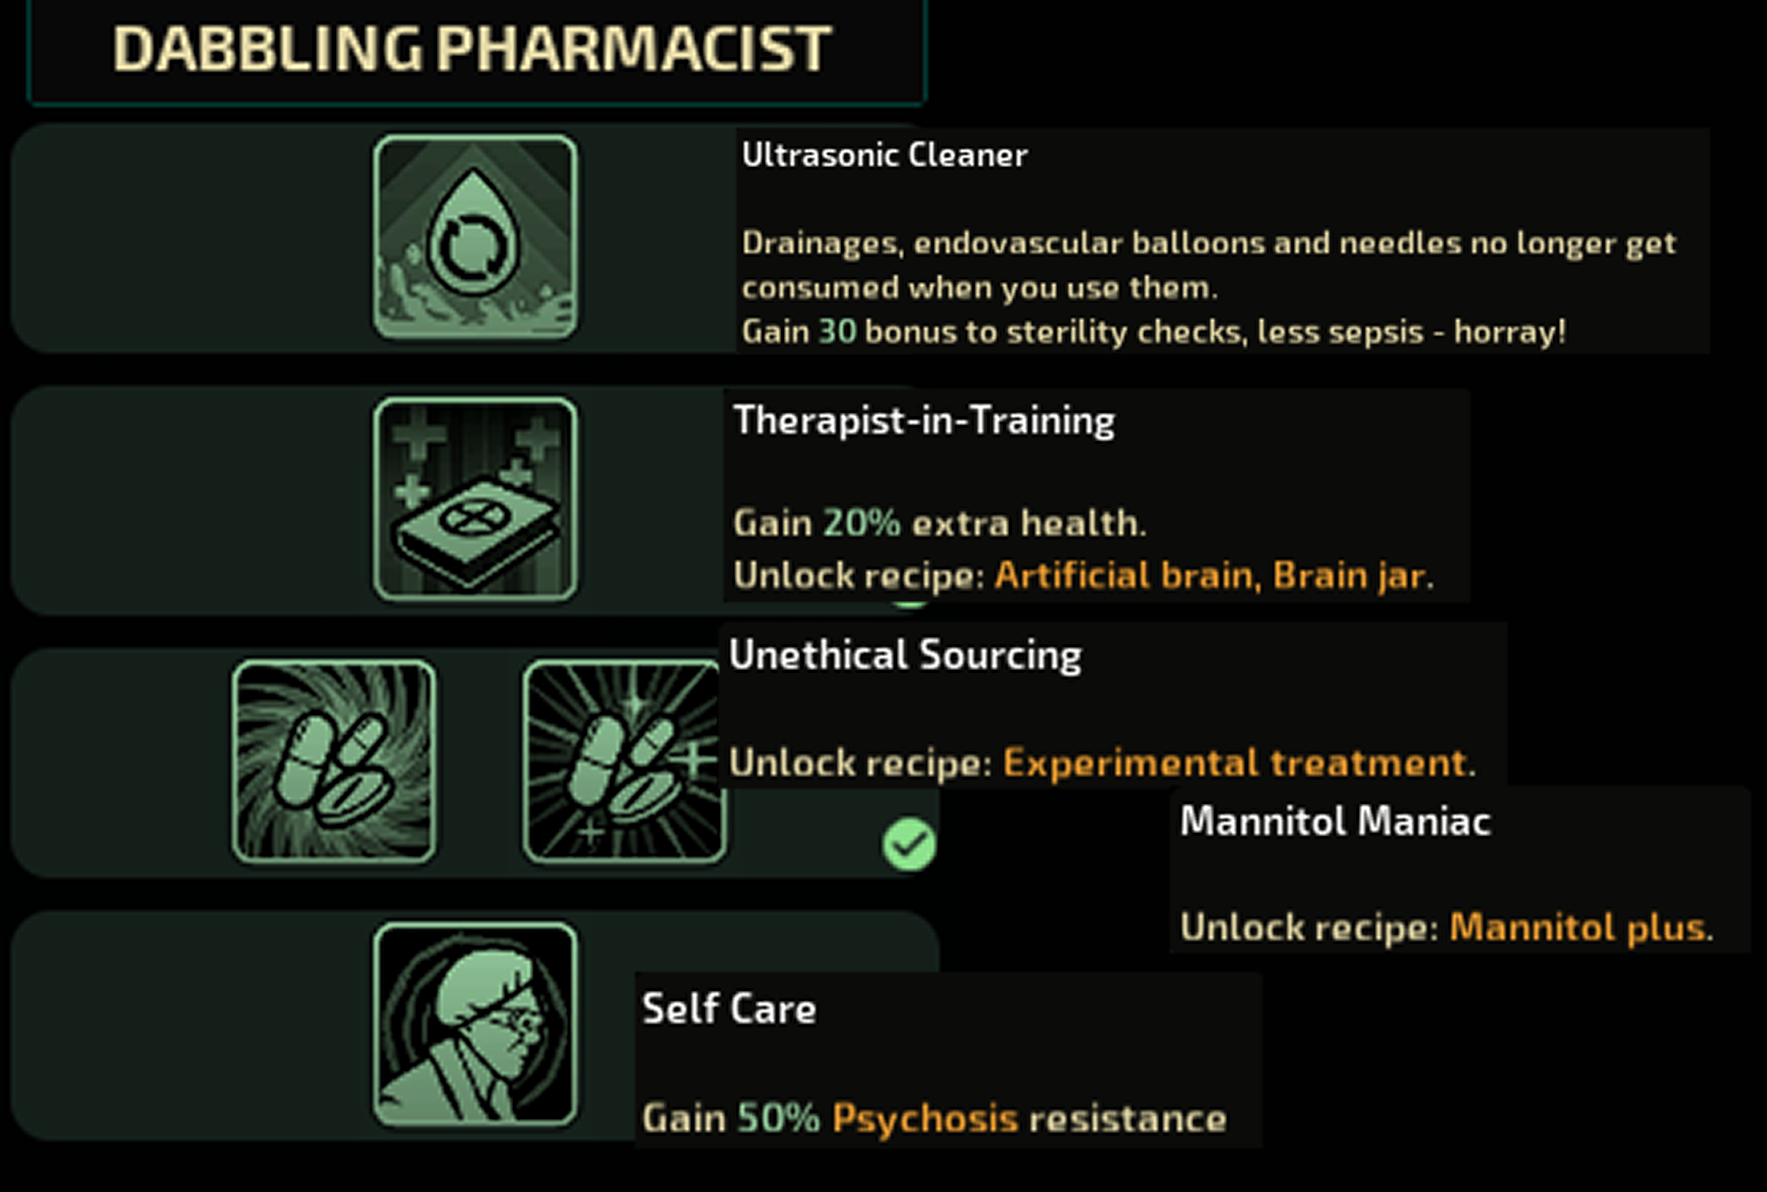 DABBLING PHARMACIST
Ultrasonic Cleaner
Drainages, endovascular balloons and needles no longer get
consumed when you use them.
Gain 30 bonus to sterility checks, less sepsis - horray!
Therapist-in-Training
Gain 20% extra health.
Unlock recipe: Artificial brain, Brain jar.
Unethical Sourcing
Unlock recipe: Experimental treatment.
Mannitol Maniac
Unlock recipe: Mannitol plus.
Self Care
Gain 50% Psychosis resistance